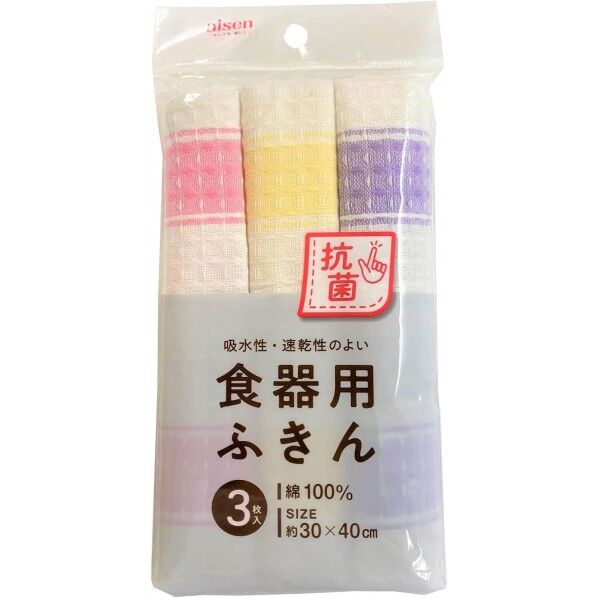 aisen
抗
菌
吸水性・速乾性のよい
食器用
ふきん
3枚入
綿100%
SIZE
約30×40cm